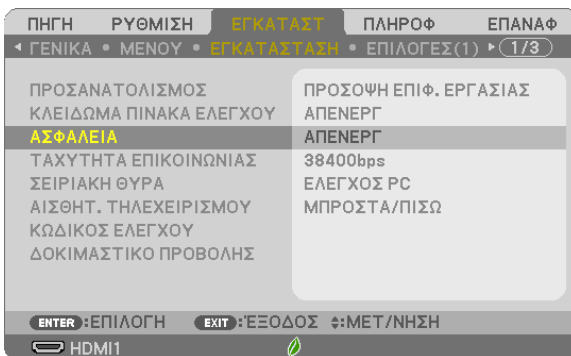 ΠΗΓΗ ΡΥΘΜΙΣΗ ΕΓΚΑΤΑΣΤ ΠΛΗΡΟΦ ΕΠΑΝΑΦ
ΓΕΝΙΚΑ • ΜΕΝΟΥ • ΕΓΚΑΤΑΣΤΑΣΗ • ΕΠΙΛΟΓΕΣ(1) 1/3
ΠΡΟΣΑΝΑΤΟΛΙΣΜΟΣ ΠΡΟΣΟΨΗ ΕΠΙΦ. ΕΡΓΑΣΙΑΣ
ΚΛΕΙΔΩΜΑ ΠΙΝΑΚΑ ΕΛΕΓΧΟΥ ΑΠΕΝΕΡΓ
ΑΣΦΑΛΕΙΑ ΑΠΕΝΕΡΓ
ΤΑΧΥΤΗΤΑ ΕΠΙΚΟΙΝΩΝΙΑΣ 38400bps
ΣΕΙΡΙΑΚΗ ΘΥΡΑ ΕΛΕΓΧΟΣ PC
ΑΙΣΘΗΤ. ΤΗΛΕΧΕΙΡΙΣΜΟΥ ΜΠΡΟΣΤΑ/ΠΙΣΩ
ΚΩΔΙΚΟΣ ΕΛΕΓΧΟΥ
ΔΟΚΙΜΑΣΤΙΚΟ ΠΡΟΒΟΛΗΣ
ENTER :ΕΠΙΛΟΓΗ EXIT :ΈΞΟΔΟΣ :ΜΕΤ/ΝΗΣΗ
HDMI1